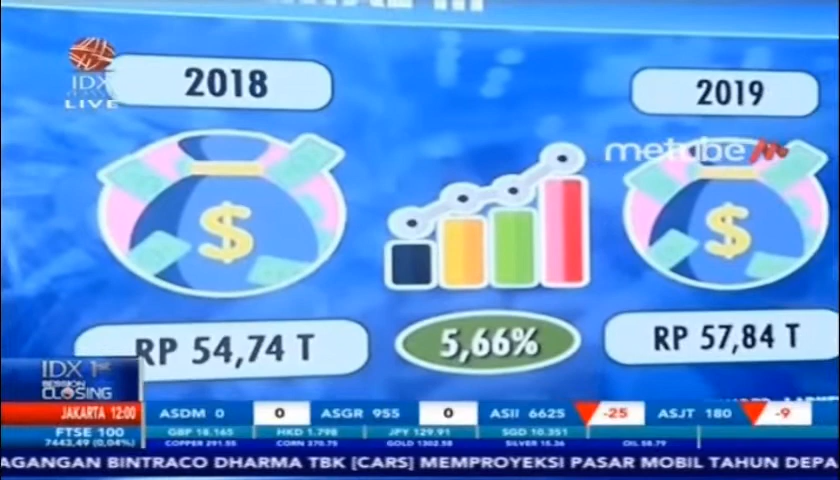 IDX
LIVE
2018
2019
metube
$
$
RP 54,74 T
5,66%
RP 57,84 T
IDX 1st
SESSION
CLOSING
JAKARTA 12:00
ASDM 0 0 ASGR 955 0 ASII 6625 -25 ASJT 180 -9
FTSE 100
GBP 18.165 HKD 1.798 JPY 129.91 SGD 10.351
7443,49 (0,04%)
COPPER 291.55 CORN 370.75 GOLD 1302.58 SILVER 15.36 OIL 58.79
AGANGAN BINTRACO DHARMA TBK [CARS] MEMPROYEKSI PASAR MOBIL TAHUN DEPA